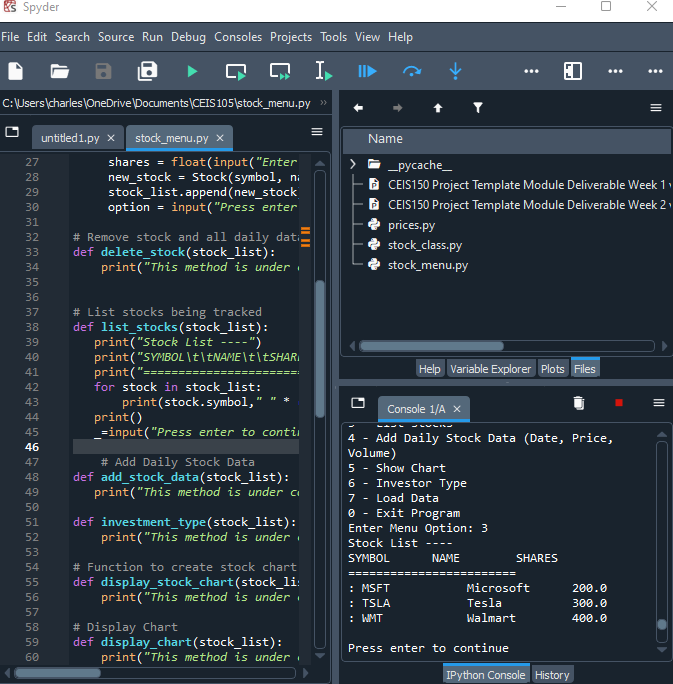 Spyder
File Edit Search Source Run Debug Consoles Projects Tools View Help
C:\Users\charles\OneDrive\Documents\CEIS105\stock_menu.py
untitled1.py
stock_menu.py
27 shares = float(input("Enter
28 new_stock = Stock(symbol, na
29 stock_list.append(new_stock
30 option = input("Press enter
31
32 # Remove stock and all daily dat
33 def delete_stock(stock_list):
34 print("This method is under c
35
36
37 # List stocks being tracked
38 def list_stocks(stock_list):
39 print("Stock List ----")
40 print("SYMBOL\t\tNAME\t\tSHAR
41 print("========================
42 for stock in stock_list:
43 print(stock.symbol," " *
44 print()
45 _=input("Press enter to contin
46
47 # Add Daily Stock Data
48 def add_stock_data(stock_list):
49 print("This method is under co
50
51 def investment_type(stock_list):
52 print("This method is under c
53
54 # Function to create stock chart
55 def display_stock_chart(stock_lis
56 print("This method is under c
57
58 # Display Chart
59 def display_chart(stock_list):
60 print("This method is under c
Name
__pycache__
CEIS150 Project Template Module Deliverable Week 1 v
CEIS150 Project Template Module Deliverable Week 2 v
prices.py
stock_class.py
stock_menu.py
Help Variable Explorer Plots Files
Console 1/A
3 - List Stocks
4 - Add Daily Stock Data (Date, Price,
Volume)
5 - Show Chart
6 - Investor Type
7 - Load Data
0 - Exit Program
Enter Menu Option: 3
Stock List ----
SYMBOL NAME SHARES
========================
: MSFT Microsoft 200.0
: TSLA Tesla 300.0
: WMT Walmart 400.0
Press enter to continue
IPython Console History